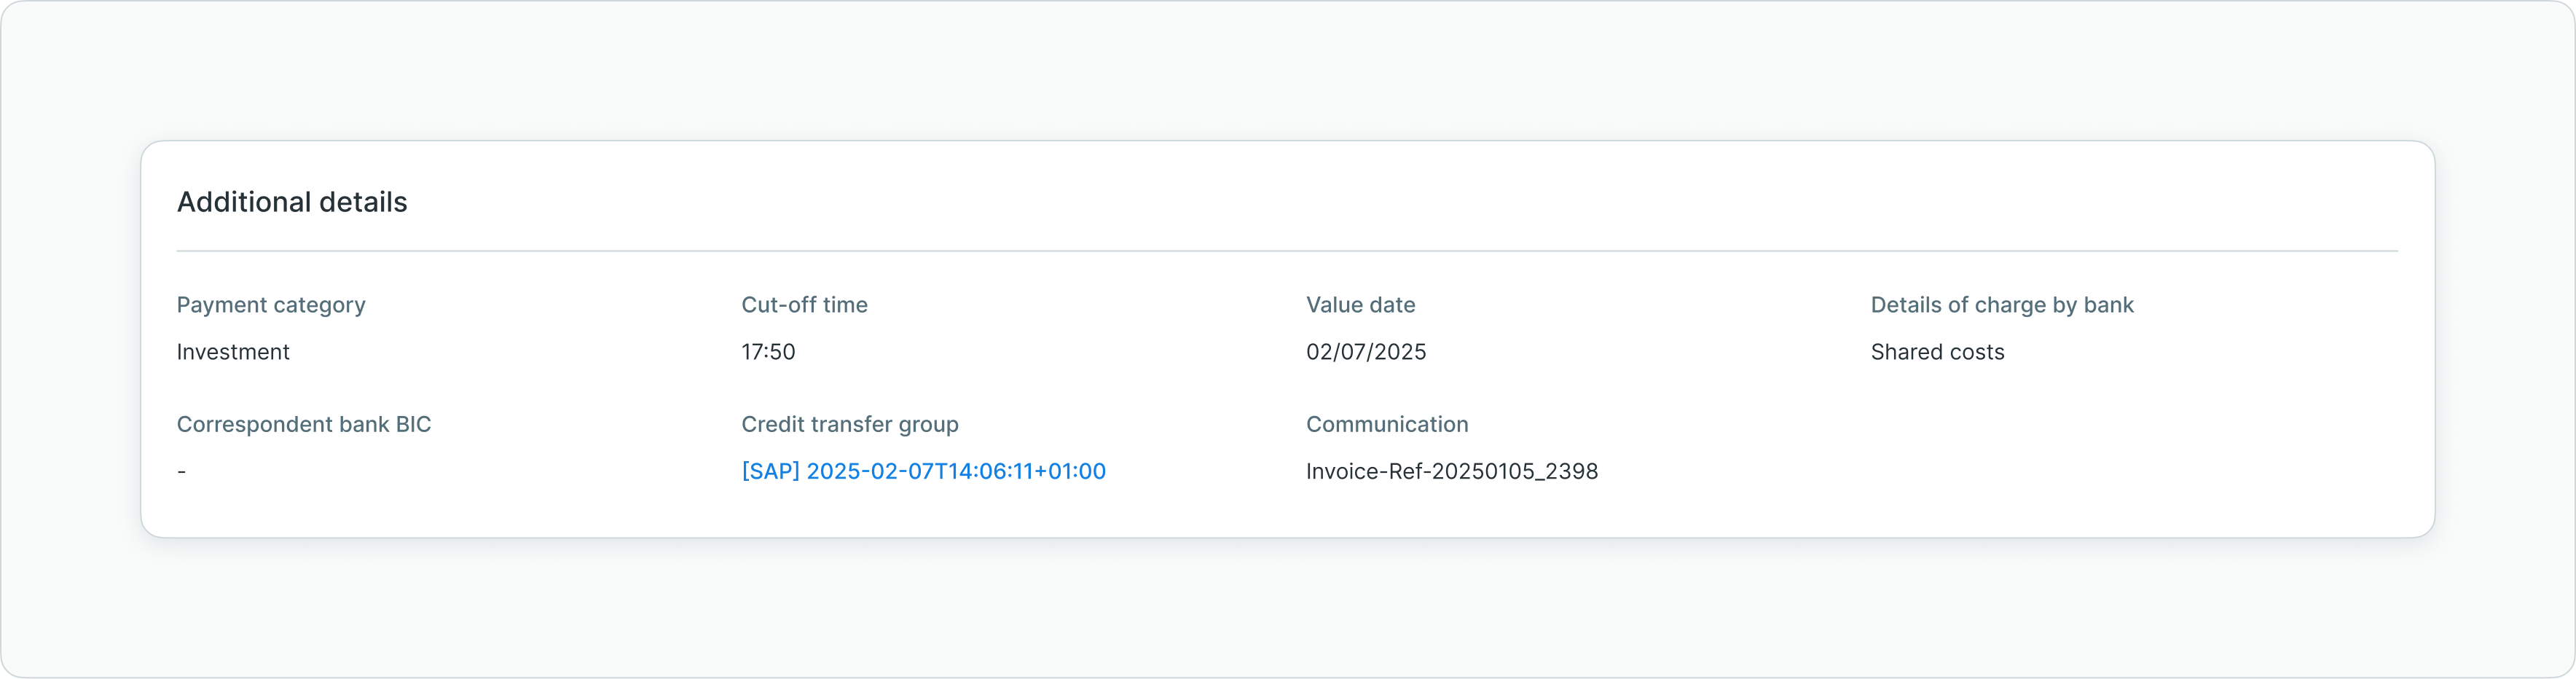 Additional details
Payment category
Cut-off time
Value date
Details of charge by bank
Investment
17:50
02/07/2025
Shared costs
Correspondent bank BIC
Credit transfer group
Communication
-
[SAP] 2025-02-07T14:06:11+01:00
Invoice-Ref-20250105_2398